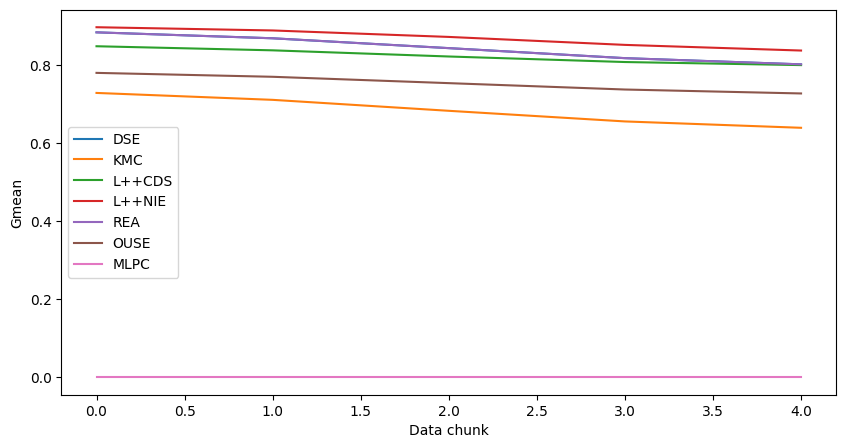 Gmean
0.8
0.6
0.4
0.2
0.0
DSE
KMC
L++CDS
L++NIE
REA
OUSE
MLPC
0.0 0.5 1.0 1.5 2.0 2.5 3.0 3.5 4.0
Data chunk